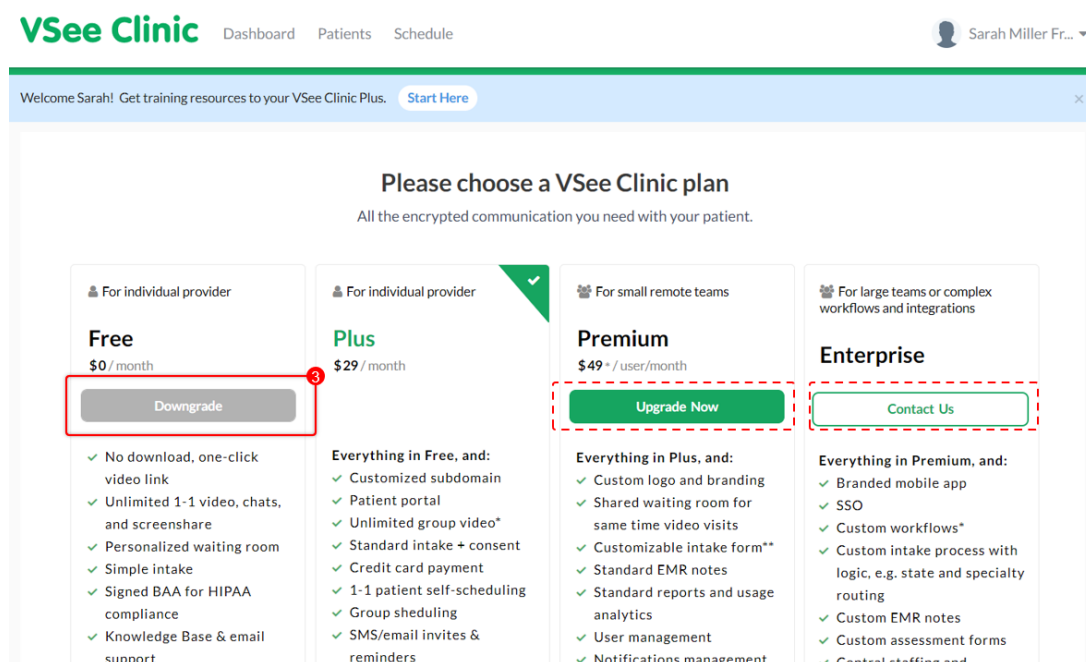 VSee Clinic Dashboard Patients Schedule Sarah Miller Fr...
Welcome Sarah! Get training resources to your VSee Clinic Plus. Start Here ×
Please choose a VSee Clinic plan
All the encrypted communication you need with your patient.
For individual provider
Free
$0 / month
3
Downgrade
No download, one-click
video link
Unlimited 1-1 video, chats,
and screenshare
Personalized waiting room
Simple intake
Signed BAA for HIPAA
compliance
Knowledge Base & email
support
For individual provider
Plus
$29 / month
Everything in Free, and:
Customized subdomain
Patient portal
Unlimited group video*
Standard intake + consent
Credit card payment
1-1 patient self-scheduling
Group sheduling
SMS/email invites &
reminders
For small remote teams
Premium
$49 * / user/month
Upgrade Now
Everything in Plus, and:
Custom logo and branding
Shared waiting room for
same time video visits
Customizable intake form**
Standard EMR notes
Standard reports and usage
analytics
User management
Notifications management
For large teams or complex
workflows and integrations
Enterprise
Contact Us
Everything in Premium, and:
Branded mobile app
SSO
Custom workflows*
Custom intake process with
logic, e.g. state and specialty
routing
Custom EMR notes
Custom assessment forms
Central staffing and